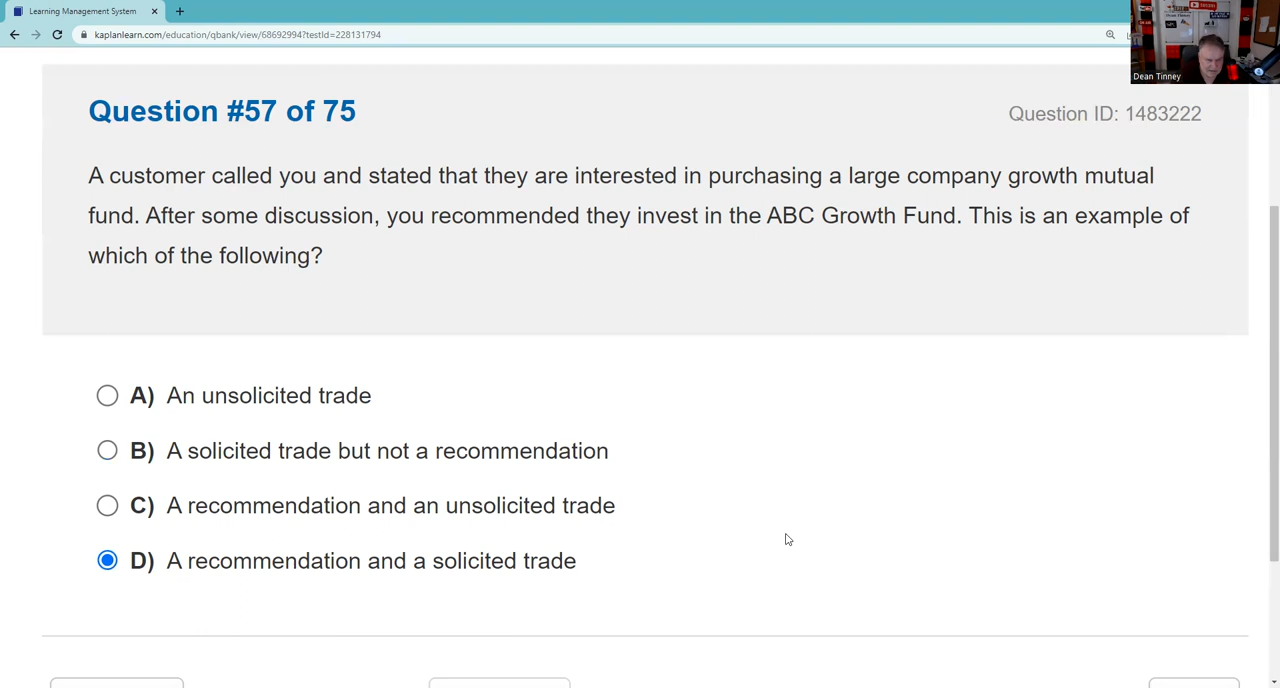 Learning Management System
kaplanlearn.com/education/qbank/view/68692994?testId=228131794
Dean Tinney
Question #57 of 75
Question ID: 1483222
A customer called you and stated that they are interested in purchasing a large company growth mutual
fund. After some discussion, you recommended they invest in the ABC Growth Fund. This is an example of
which of the following?
A) An unsolicited trade
B) A solicited trade but not a recommendation
C) A recommendation and an unsolicited trade
D) A recommendation and a solicited trade